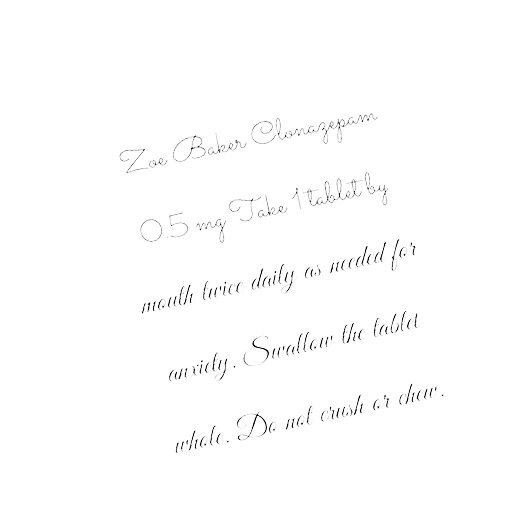 Zoe Baker Clonazepam
0.5 mg Take 1 tablet by
mouth twice daily as needed for
anxiety. Swallow the tablet
whole. Do not crush or chew.